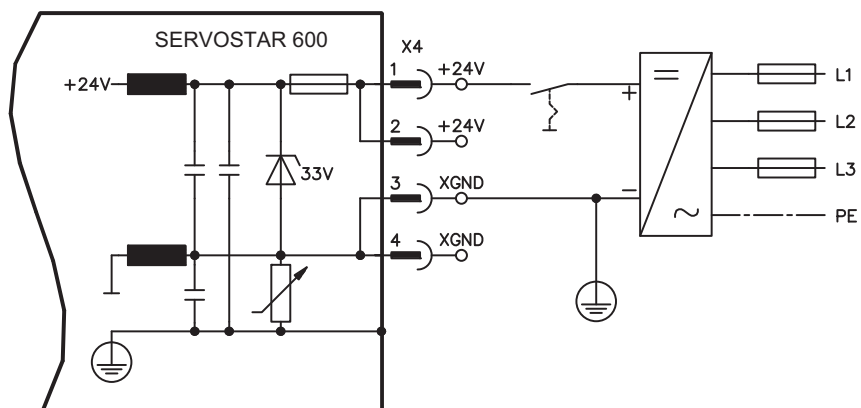 SERVOSTAR 600
X4
1
+24V
L1
+24V
+
2
+24V
L2
33V
3
XGND
L3
−
4
XGND
PE